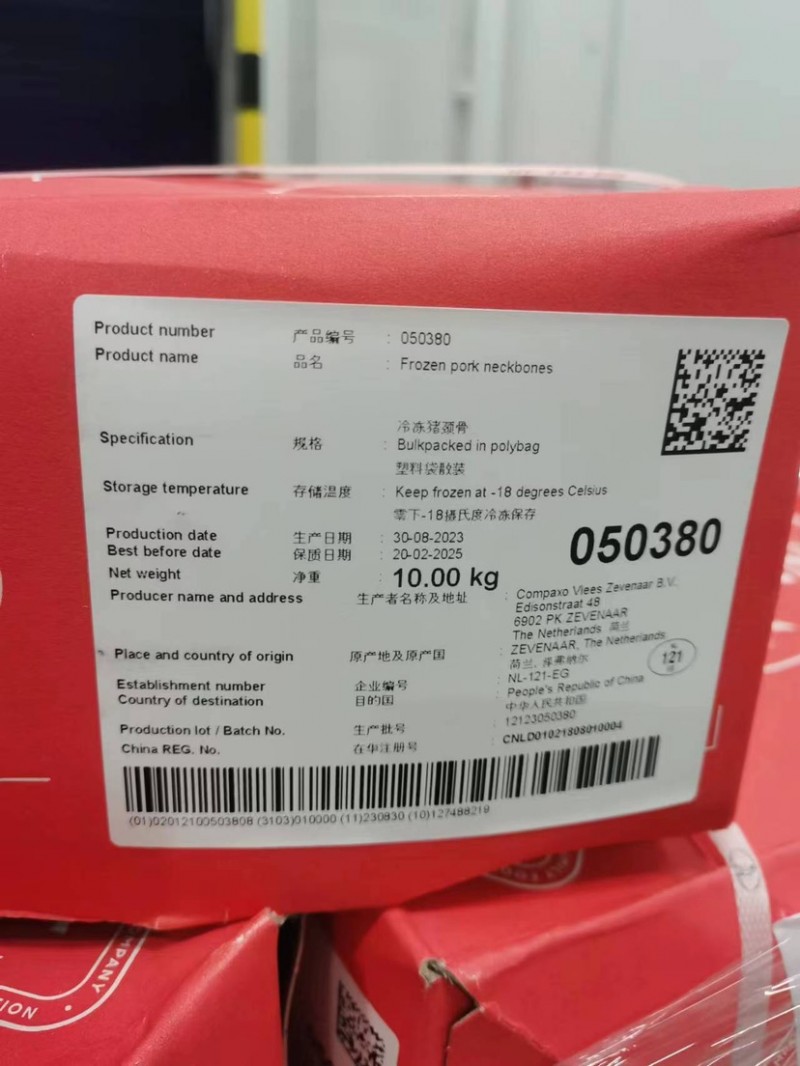 Product number 产品编号 : 050380
Product name 品名 : Frozen pork neckbones
冷冻猪颈骨
Specification 规格 : Bulkpacked in polybag
塑料袋散装
Storage temperature 存储温度 : Keep frozen at -18 degrees Celsius
零下-18摄氏度冷冻保存
Production date 生产日期 : 30-08-2023
Best before date 保质日期 : 20-02-2025
050380
Net weight 净重 : 10.00 kg
Producer name and address 生产者名称及地址 : Compaxo Vlees Zevenaar B.V.
Edisonstraat 48
6902 PK ZEVENAAR
The Netherlands 荷兰
Place and country of origin 原产地及原产国 : ZEVENAAR, The Netherlands
荷兰,
121
Establishment number 企业编号 : NL-121-EG
Country of destination 目的国 : People's Republic of China
中华人民共和国
Production lot / Batch No. 生产批号 : 12123050380
China REG. No. 在华注册号 : CNLD01021808010004
(01)02012100503808 (3103)010000 (11)230830 (10)127488219